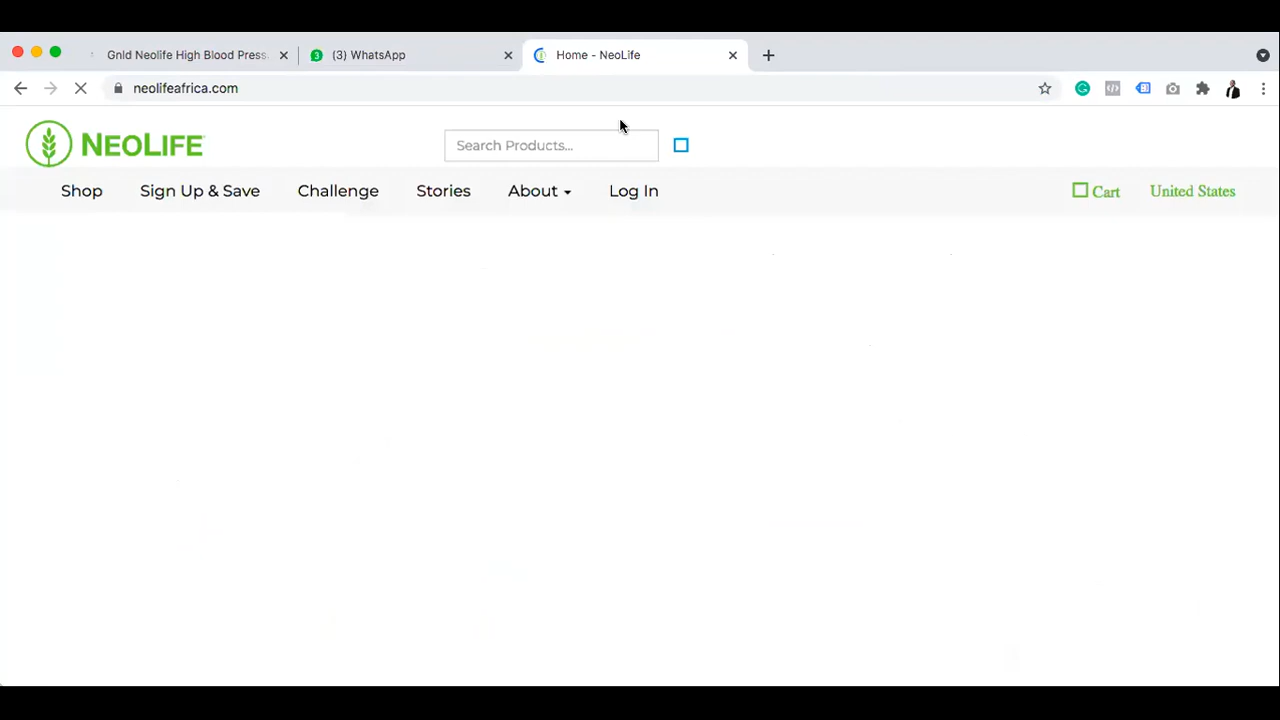 Gnld Neolife High Blood Press
3 (3) WhatsApp
Home - NeoLife
neolifeafrica.com
NEOLIFE
Search Products...
Shop
Sign Up & Save
Challenge
Stories
About
Log In
Cart
United States